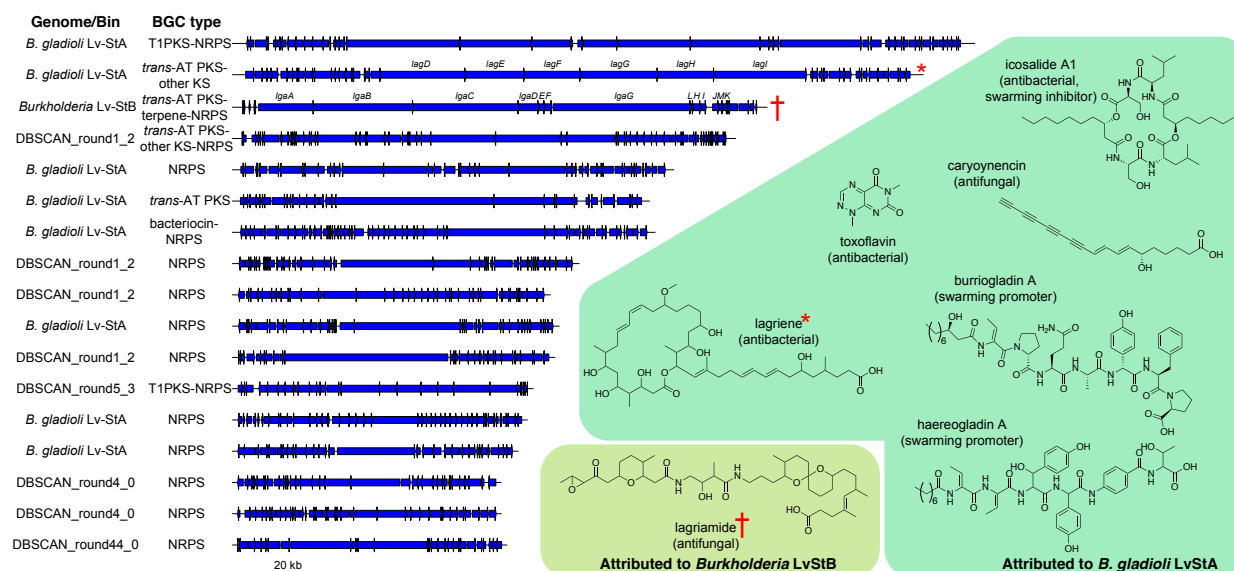 Genome/Bin BGC type
B. gladioli Lv-StA T1PKS-NRPS
B. gladioli Lv-StA trans-AT PKS-
other KS
lagD lagE lagF lagG lagH lagI
*
Burkholderia Lv-StB trans-AT PKS-
terpene-NRPS
lgaA lgaB lgaC lgaD E F lgaG L H I J M K
†
DBSCAN_round1_2 trans-AT PKS-
other KS-NRPS
B. gladioli Lv-StA NRPS
B. gladioli Lv-StA trans-AT PKS
B. gladioli Lv-StA bacteriocin-
NRPS
DBSCAN_round1_2 NRPS
DBSCAN_round1_2 NRPS
B. gladioli Lv-StA NRPS
DBSCAN_round1_2 NRPS
DBSCAN_round5_3 T1PKS-NRPS
B. gladioli Lv-StA NRPS
B. gladioli Lv-StA NRPS
DBSCAN_round4_0 NRPS
DBSCAN_round4_0 NRPS
DBSCAN_round44_0 NRPS
20 kb
icosalide A1
(antibacterial,
swarming inhibitor)
caryoynencin
(antifungal)
toxoflavin
(antibacterial)
burriogladin A
(swarming promoter)
lagriene*
(antibacterial)
haereogladin A
(swarming promoter)
lagriamide†
(antifungal)
Attributed to Burkholderia LvStB
Attributed to B. gladioli LvStA